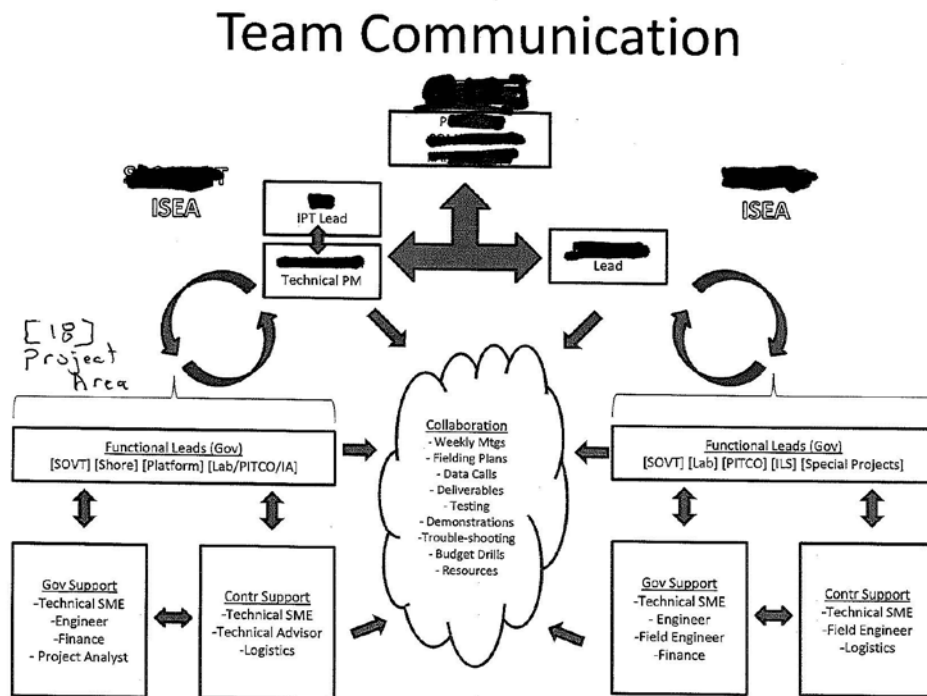 Team Communication
ISEA
ISEA
IPT Lead
Technical PM
Lead
[18]
Project
Area
Functional Leads (Gov)
[SOVT] [Shore] [Platform] [Lab/PITCO/IA]
Collaboration
- Weekly Mtgs
- Fielding Plans
- Data Calls
- Deliverables
- Testing
- Demonstrations
-Trouble-shooting
- Budget Drills
- Resources
Functional Leads (Gov)
[SOVT] [Lab] [PITCO] [ILS] [Special Projects]
Gov Support
-Technical SME
-Engineer
-Finance
- Project Analyst
Contr Support
-Technical SME
-Technical Advisor
-Logistics
Gov Support
-Technical SME
- Engineer
-Field Engineer
-Finance
Contr Support
-Technical SME
-Field Engineer
-Logistics